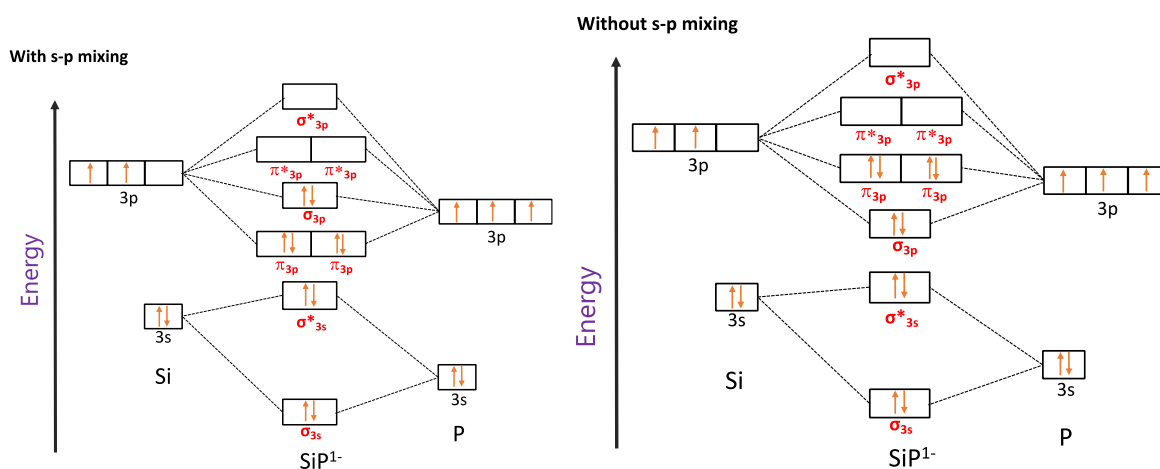 With s-p mixing
Energy
σ*3p
π*3p π*3p
3p
σ3p
3p
π3p π3p
σ*3s
3s
Si
3s
σ3s
P
SiP1-
Without s-p mixing
Energy
σ*3p
π*3p π*3p
3p
π3p π3p
3p
σ3p
σ*3s
3s
Si
3s
σ3s
P
SiP1-